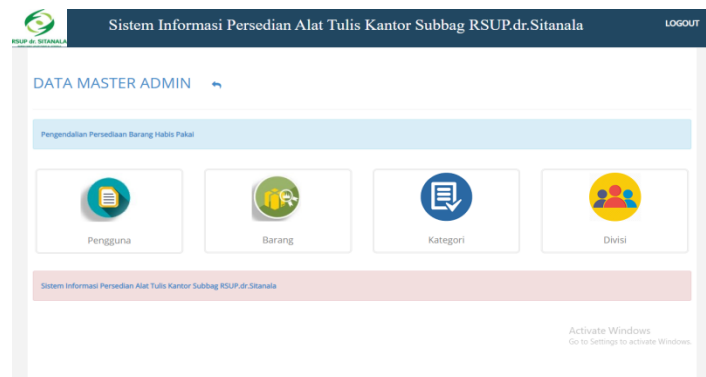 RSUP dr. SITANALA
Sistem Informasi Persedian Alat Tulis Kantor Subbag RSUP.dr.Sitanala
LOGOUT
DATA MASTER ADMIN
Pengendalian Persediaan Barang Habis Pakai
Pengguna
Barang
Kategori
Divisi
Sistem Informasi Persedian Alat Tulis Kantor Subbag RSUP.dr.Sitanala
Activate Windows
Go to Settings to activate Windows.